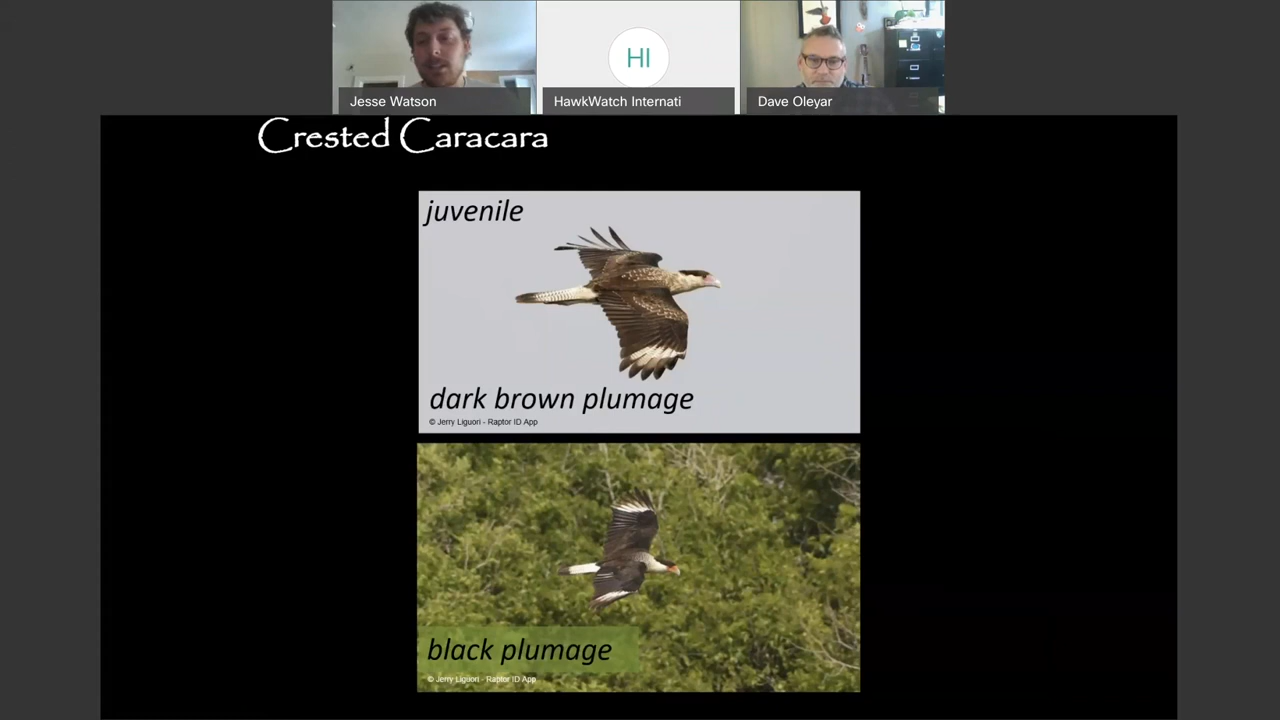 HI
Jesse Watson
HawkWatch Internati
Dave Oleyar
Crested Caracara
juvenile
dark brown plumage
© Jerry Liguori - Raptor ID App
black plumage
© Jerry Liguori - Raptor ID App